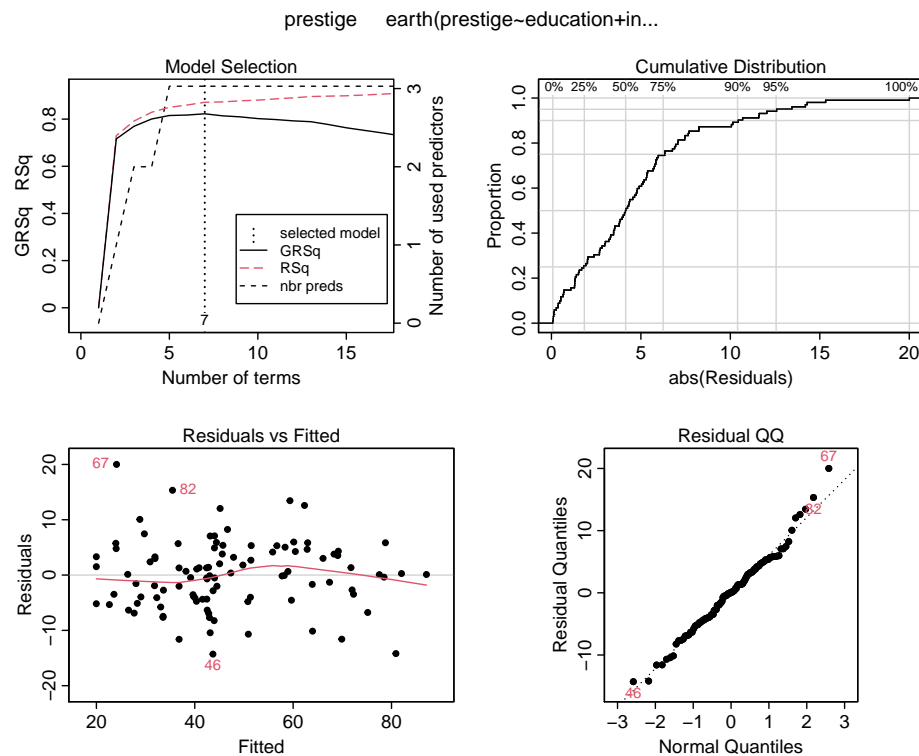 prestige earth(prestige~education+in...
Model Selection
GRSq RSq
0 0.2 0.4 0.6 0.8
0 1 2 3
Number of used predictors
selected model
GRSq
RSq
nbr preds
7
0 5 10 15
Number of terms
Cumulative Distribution
0% 25% 50% 75% 90% 95% 100%
Proportion
0.0 0.2 0.4 0.6 0.8 1.0
0 5 10 15 20
abs(Residuals)
Residuals vs Fitted
Residuals
-20 -10 0 10 20
67
82
46
20 40 60 80
Fitted
Residual QQ
Residual Quantiles
-10 0 10 20
67
82
46
-3 -2 -1 0 1 2 3
Normal Quantiles